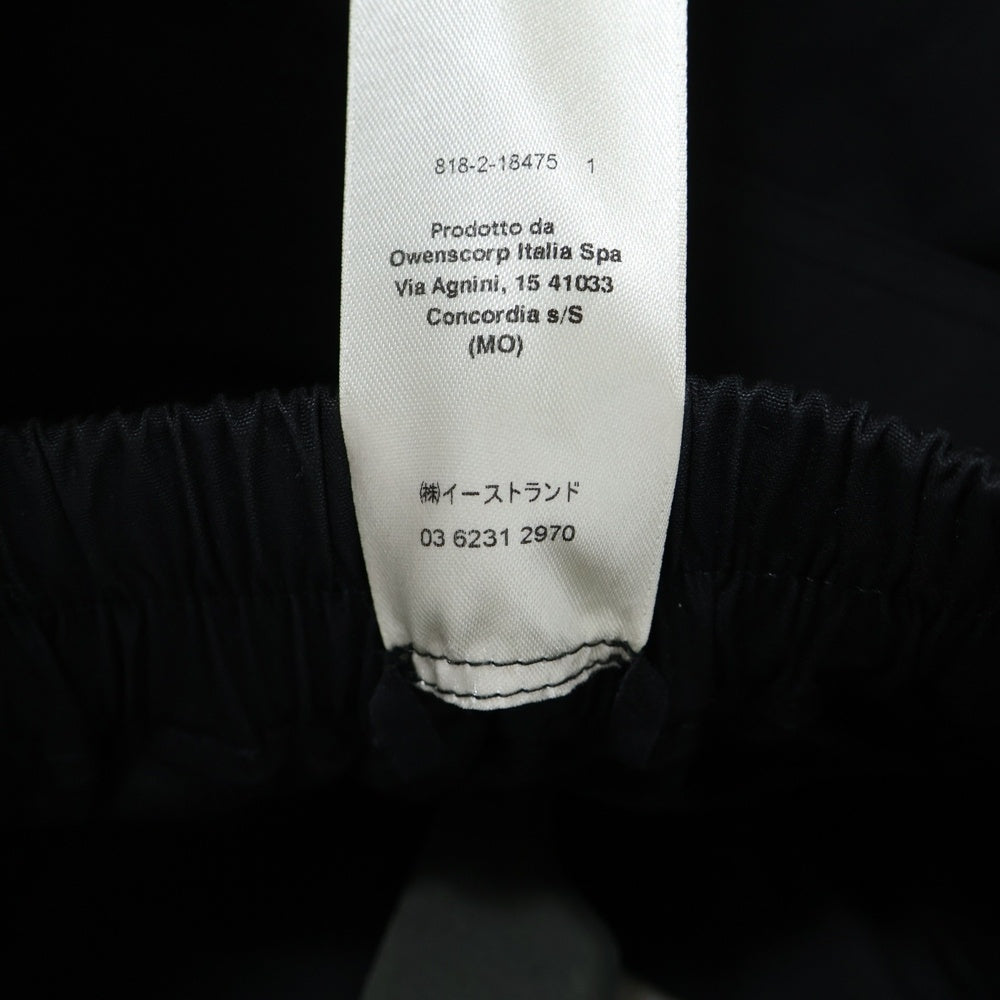 818-2-18475 1
Prodotto da
Owenscorp Italia Spa
Via Agnini, 15 41033
Concordia s/S
(MO)
㈱イーストランド
03 6231 2970